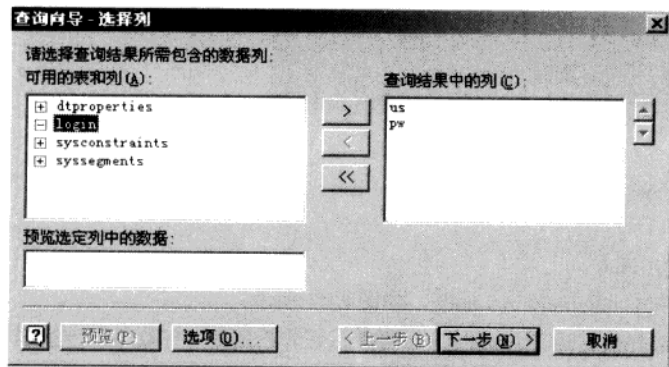 查询向导 - 选择列
请选择查询结果所需包含的数据列:
可用的表和列(A):
dtproperties
login
sysconstraints
syssegments
>
<
<<
查询结果中的列(C):
us
pw
预览选定列中的数据:
预览(P)
选项(O)...
< 上一步(B)
下一步(N) >
取消